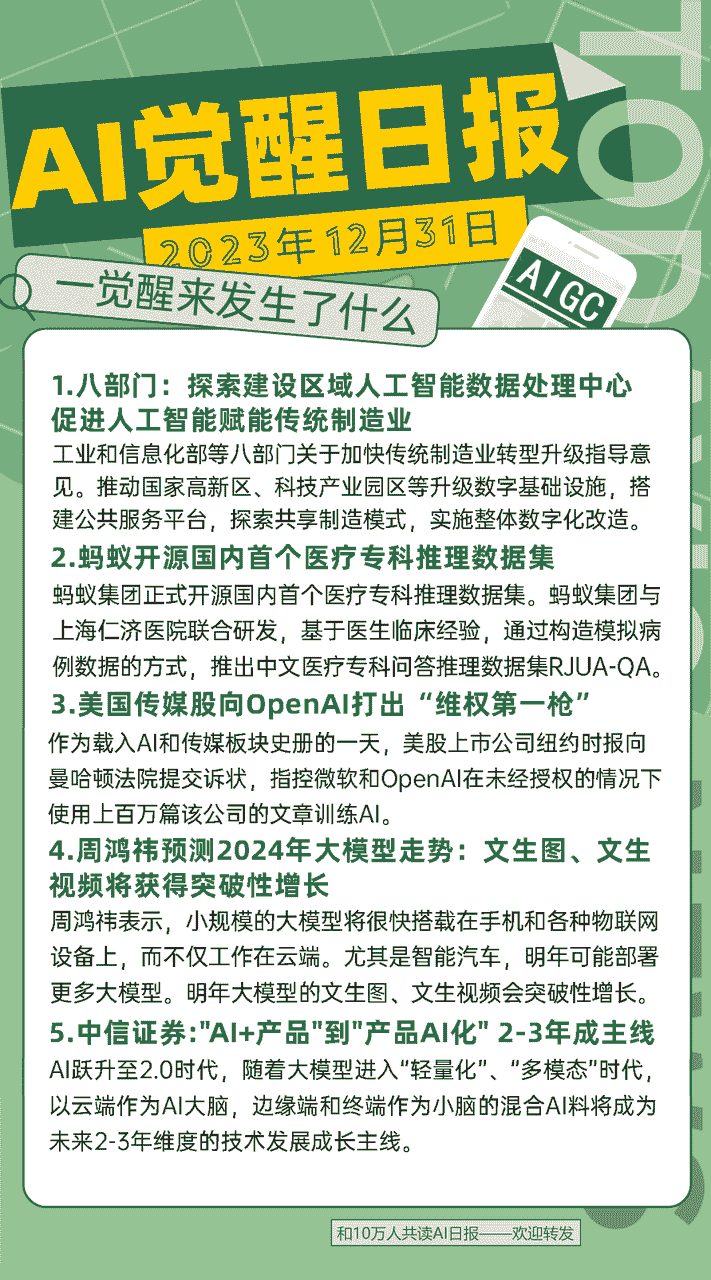 AI觉醒日报
2023年12月31日
一觉醒来发生了什么
AIGC
1.八部门：探索建设区域人工智能数据处理中心
促进人工智能赋能传统制造业
工业和信息化部等八部门关于加快传统制造业转型升级指导意
见。推动国家高新区、科技产业园区等升级数字基础设施，搭
建公共服务平台，探索共享制造模式，实施整体数字化改造。
2.蚂蚁开源国内首个医疗专科推理数据集
蚂蚁集团正式开源国内首个医疗专科推理数据集。蚂蚁集团与
上海仁济医院联合研发，基于医生临床经验，通过构造模拟病
例数据的方式，推出中文医疗专科问答推理数据集RJUA-QA。
3.美国传媒股向OpenAI打出“维权第一枪”
作为载入AI和传媒板块史册的一天，美股上市公司纽约时报向
曼哈顿法院提交诉状，指控微软和OpenAI在未经授权的情况下
使用上百万篇该公司的文章训练AI。
4.周鸿祎预测2024年大模型走势：文生图、文生
视频将获得突破性增长
周鸿祎表示，小规模的大模型将很快搭载在手机和各种物联网
设备上，而不仅工作在云端。尤其是智能汽车，明年可能部署
更多大模型。明年大模型的文生图、文生视频会突破性增长。
5.中信证券:"AI+产品"到"产品AI化" 2-3年成主线
AI跃升至2.0时代，随着大模型进入“轻量化”、“多模态”时代，
以云端作为AI大脑，边缘端和终端作为小脑的混合AI料将成为
未来2-3年维度的技术发展成长主线。
和10万人共读AI日报——欢迎转发